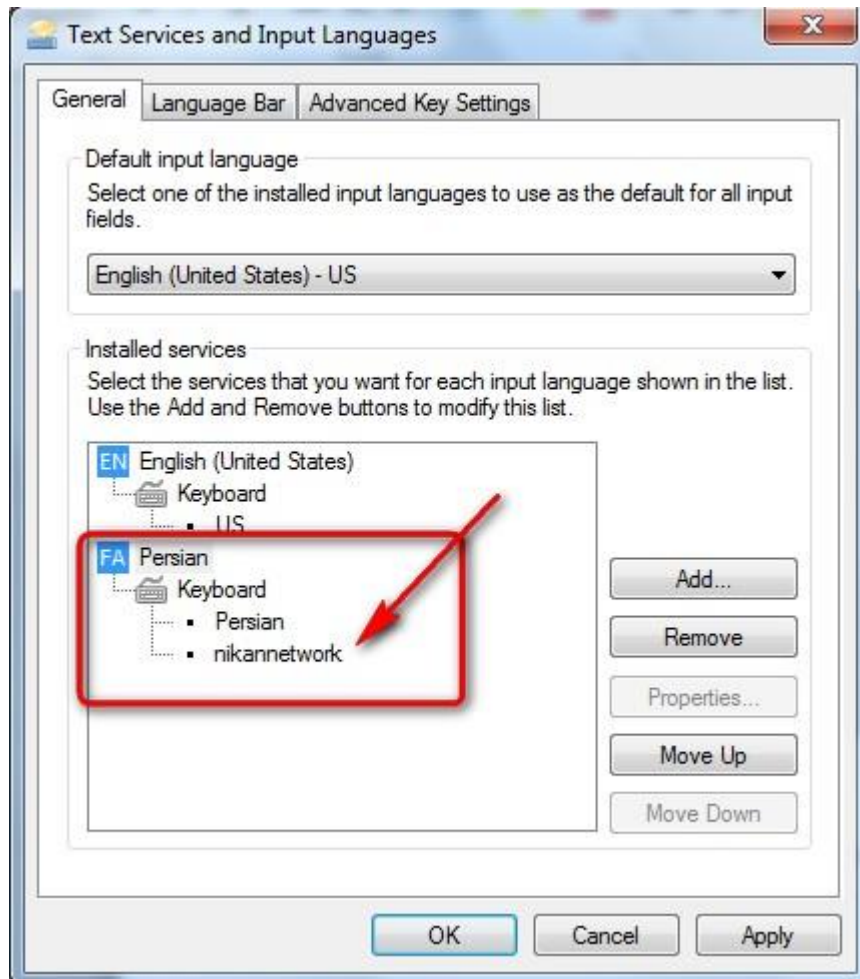 Text Services and Input Languages
General
Language Bar
Advanced Key Settings
Default input language
Select one of the installed input languages to use as the default for all input
fields.
English (United States) - US
Installed services
Select the services that you want for each input language shown in the list.
Use the Add and Remove buttons to modify this list.
EN English (United States)
Keyboard
US
FA Persian
Keyboard
Persian
nikannetwork
Add...
Remove
Properties...
Move Up
Move Down
OK
Cancel
Apply